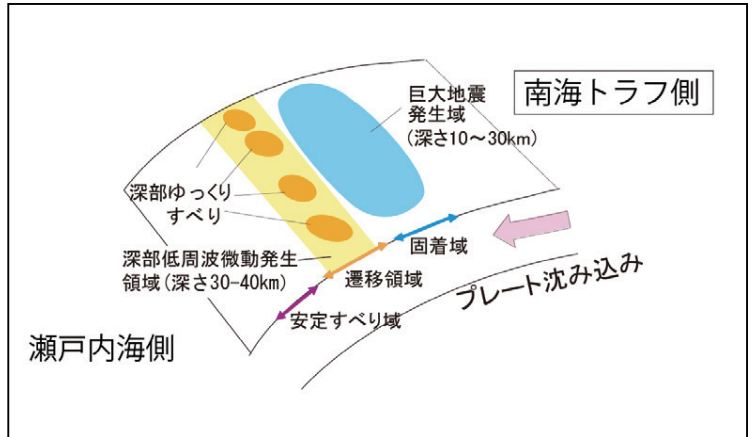 巨大地震
発生域
(深さ10～30km)
南海トラフ側
深部ゆっくり
すべり
深部低周波微動発生
領域(深さ30-40km)
固着域
遷移領域
安定すべり域
プレート沈み込み
瀬戸内海側